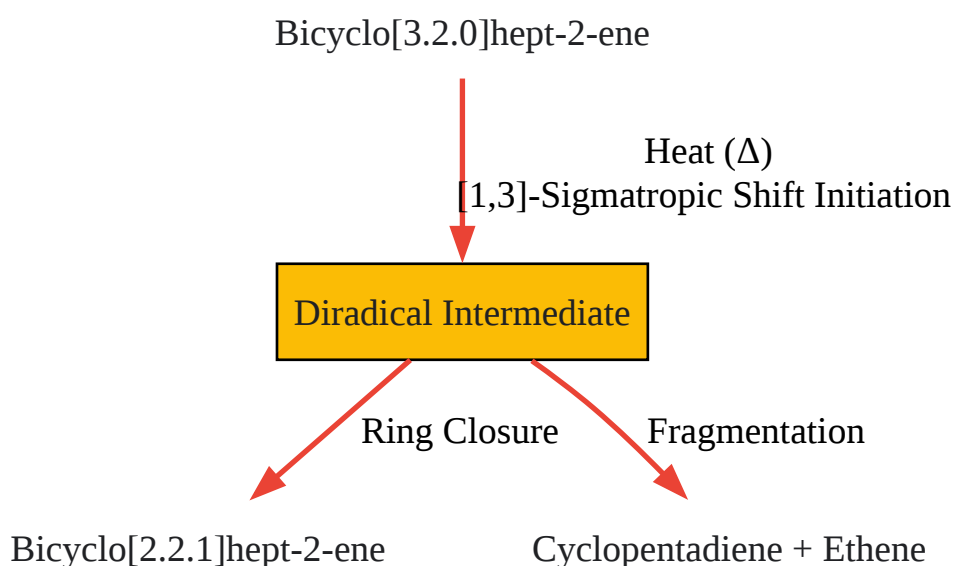 Bicyclo[3.2.0]hept-2-ene
Heat (Δ)
[1,3]-Sigmatropic Shift Initiation
Diradical Intermediate
Ring Closure
Fragmentation
Bicyclo[2.2.1]hept-2-ene
Cyclopentadiene + Ethene